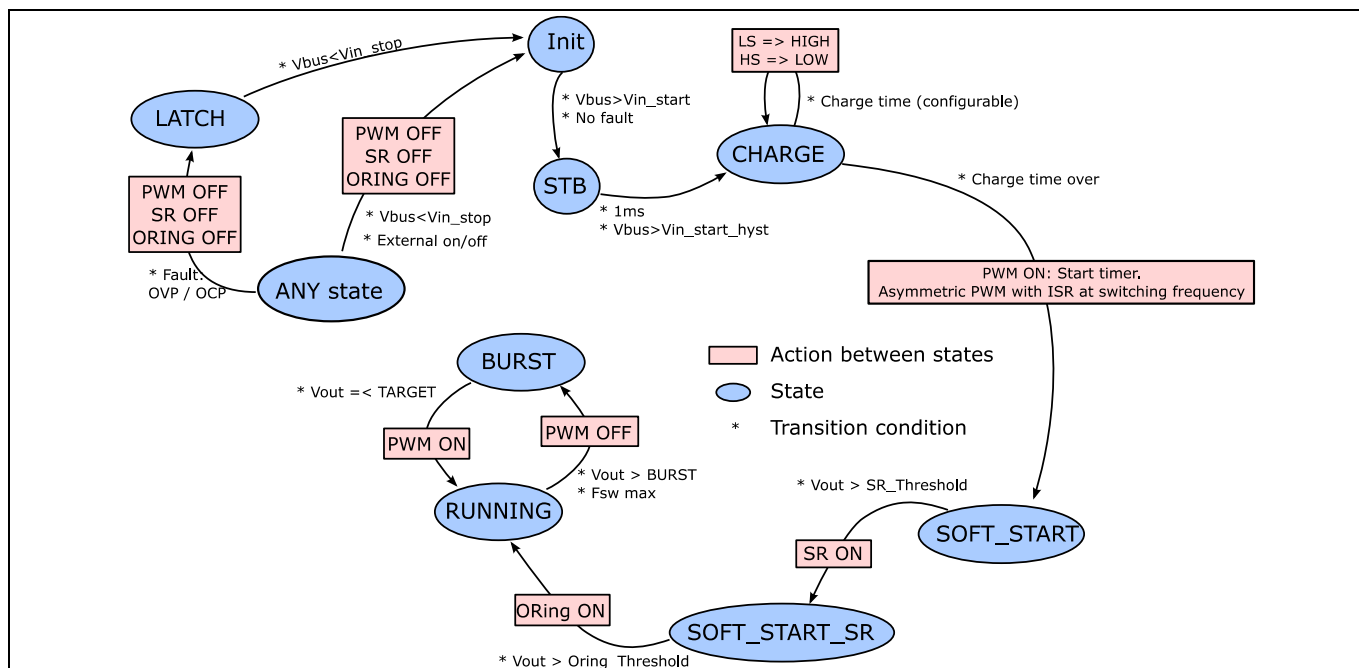 Init
LS => HIGH
HS => LOW
* Vbus<Vin_stop
* Vbus>Vin_start
* No fault
* Charge time (configurable)
LATCH
PWM OFF
SR OFF
ORING OFF
CHARGE
STB
* Charge time over
PWM OFF
SR OFF
ORING OFF
* 1ms
* Vbus>Vin_start_hyst
* Vbus<Vin_stop
* External on/off
* Fault:
OVP / OCP
ANY state
PWM ON: Start timer.
Asymmetric PWM with ISR at switching frequency
BURST
Action between states
* Vout =< TARGET
State
PWM ON
PWM OFF
* Transition condition
* Vout > BURST
* Fsw max
* Vout > SR_Threshold
RUNNING
SOFT_START
SR ON
ORing ON
SOFT_START_SR
* Vout > Oring_Threshold